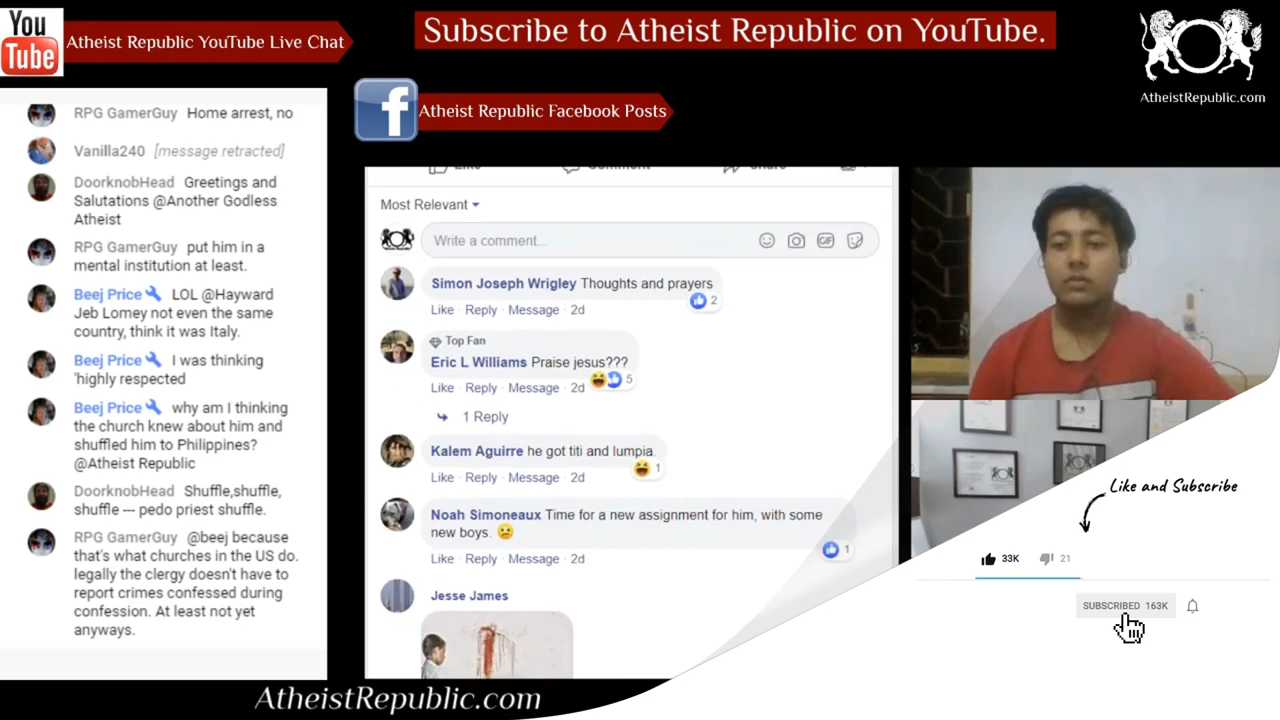 You
Tube
Atheist Republic YouTube Live Chat
Subscribe to Atheist Republic on YouTube.
AtheistRepublic.com
f
Atheist Republic Facebook Posts
RPG GamerGuy Home arrest, no
Vanilla240 [message retracted]
DoorknobHead Greetings and
Salutations @Another Godless
Atheist
RPG GamerGuy put him in a
mental institution at least.
Beej Price LOL @Hayward
Jeb Lomey not even the same
country, think it was Italy.
Beej Price I was thinking
'highly respected
Beej Price why am I thinking
the church knew about him and
shuffled him to Philippines?
@Atheist Republic
DoorknobHead Shuffle,shuffle,
shuffle --- pedo priest shuffle.
RPG GamerGuy @beej because
that's what churches in the US do.
legally the clergy doesn't have to
report crimes confessed during
confession. At least not yet
anyways.
Like Comment Share
Most Relevant
Write a comment...
GIF
Simon Joseph Wrigley Thoughts and prayers
2
Like · Reply · Message · 2d
Top Fan
Eric L Williams Praise jesus???
5
Like · Reply · Message · 2d
1 Reply
Kalem Aguirre he got titi and lumpia.
1
Like · Reply · Message · 2d
Noah Simoneaux Time for a new assignment for him, with some
new boys.
1
Like · Reply · Message · 2d
Jesse James
Like and Subscribe
33K 21
SUBSCRIBED 163K
AtheistRepublic.com